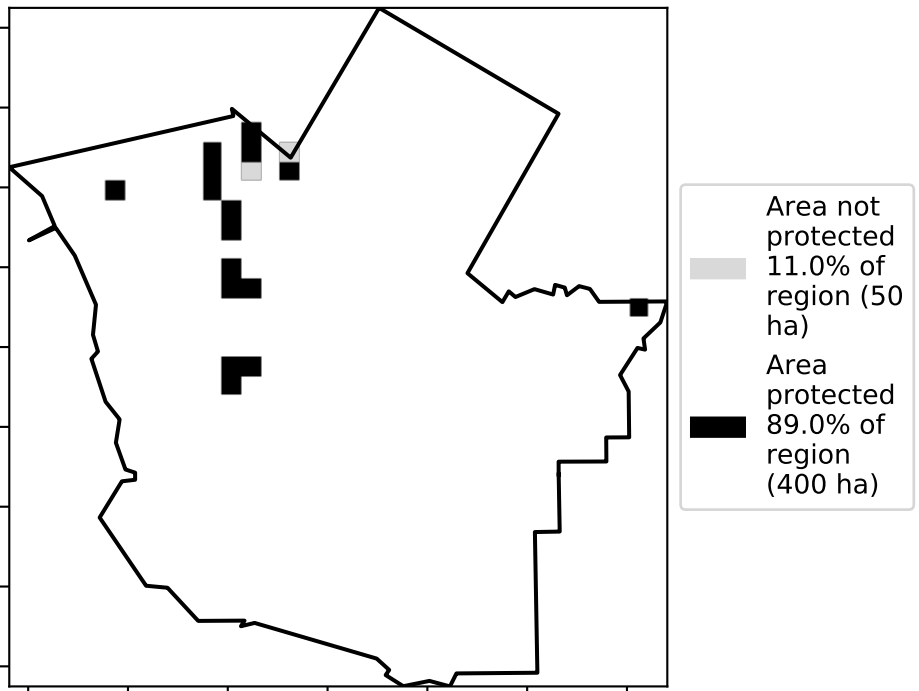 Area not
protected
11.0% of
region (50
ha)
Area
protected
89.0% of
region
(400 ha)